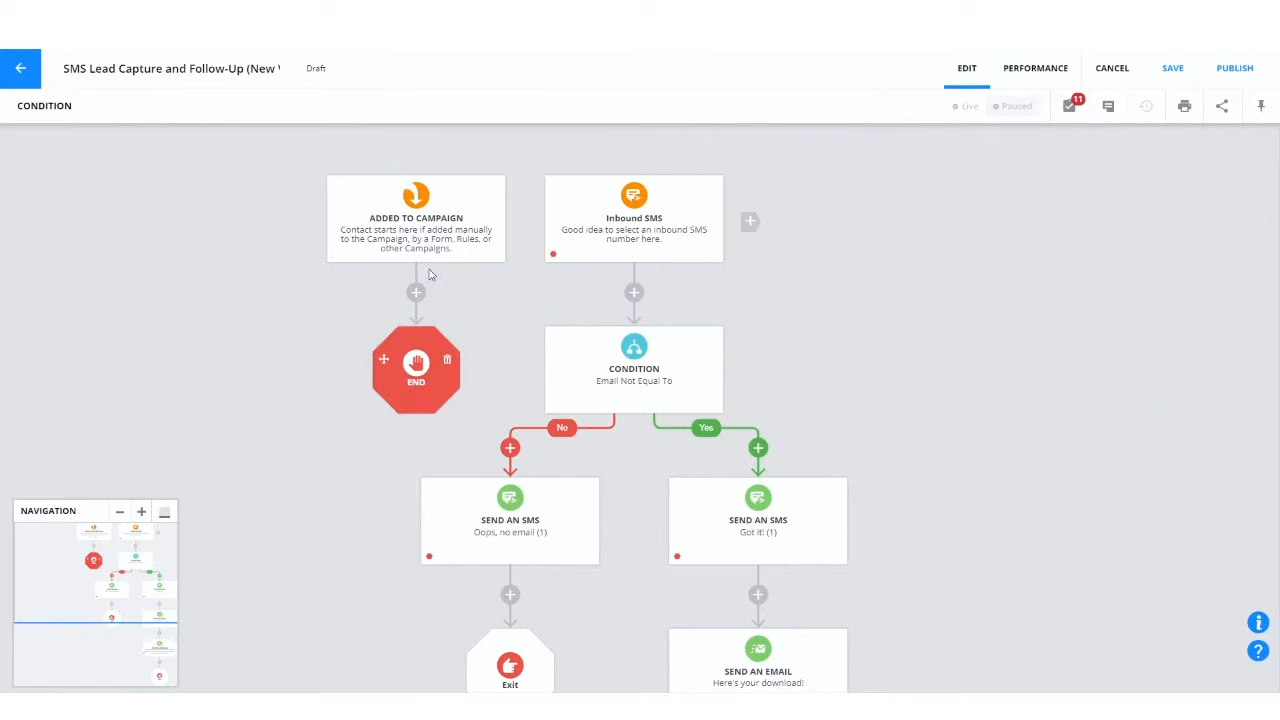 SMS Lead Capture and Follow-Up (New
Draft
EDIT
PERFORMANCE
CANCEL
SAVE
PUBLISH
CONDITION
Live
Paused
11
ADDED TO CAMPAIGN
Contact starts here if added manually
to the Campaign, by a Form, Rules, or
other Campaigns.
Inbound SMS
Good idea to select an inbound SMS
number here.
END
CONDITION
Email Not Equal To
No
Yes
SEND AN SMS
Oops, no email (1)
SEND AN SMS
Got it! (1)
NAVIGATION
Exit
SEND AN EMAIL
Here's your download!